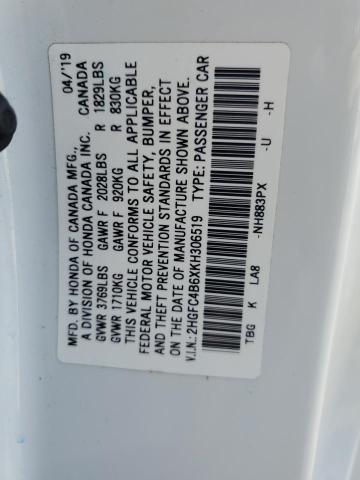 MFD. BY HONDA OF CANADA MFG., 04/'19
A DIVISION OF HONDA CANADA INC. CANADA
GVWR 3769LBS GAWR F 2028LBS R 1829LBS
GVWR 1710KG GAWR F 920KG R 830KG
THIS VEHICLE CONFORMS TO ALL APPLICABLE
FEDERAL MOTOR VEHICLE SAFETY, BUMPER,
AND THEFT PREVENTION STANDARDS IN EFFECT
ON THE DATE OF MANUFACTURE SHOWN ABOVE.
V.I.N.: 2HGFC4B6XKH306519 TYPE: PASSENGER CAR
-NH883PX -U -H
TBG K LA8